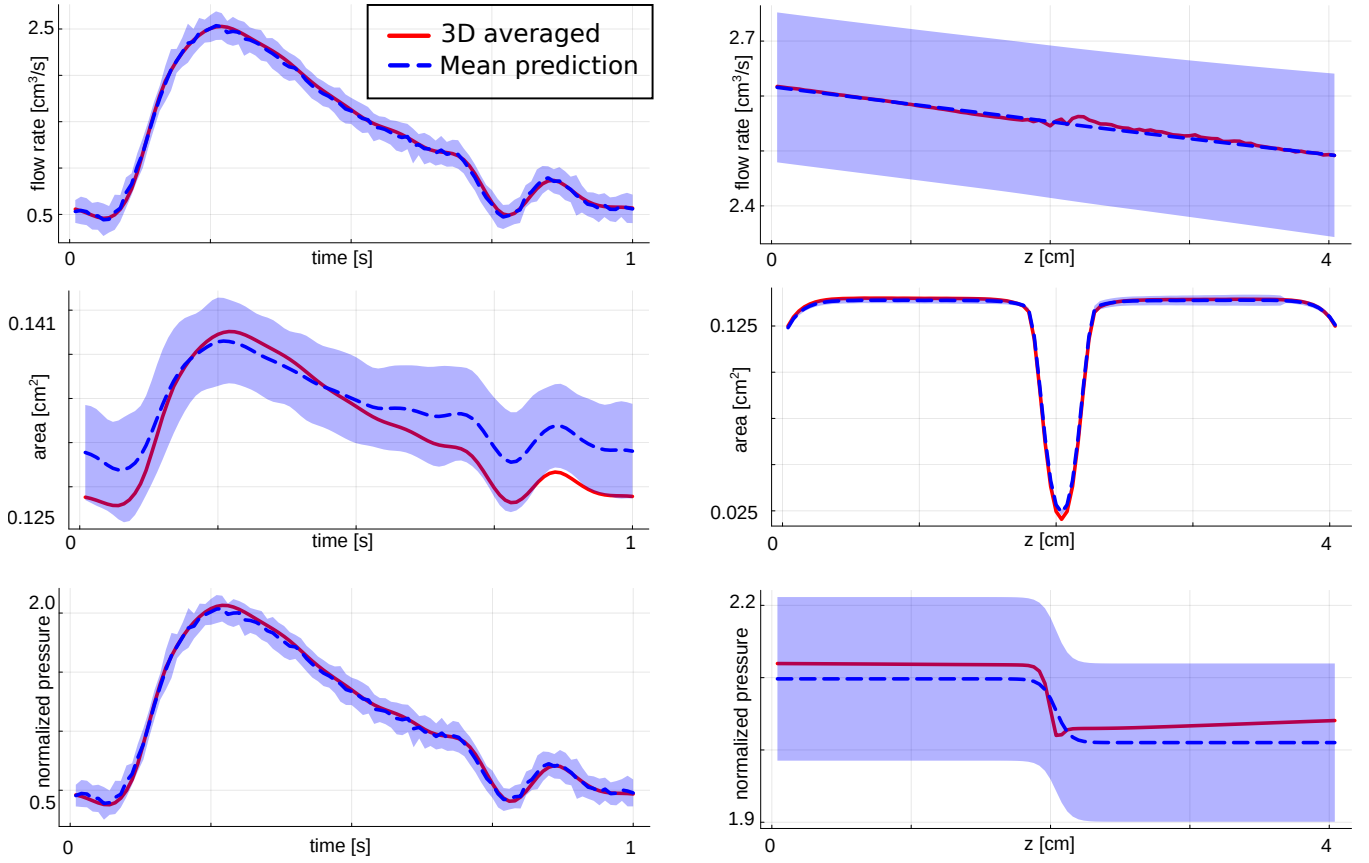 3D averaged
Mean prediction
flow rate [cm³/s]
2.5
0.5
0
time [s]
1
flow rate [cm³/s]
2.7
2.4
0
z [cm]
4
area [cm²]
0.141
0.125
0
time [s]
1
area [cm²]
0.125
0.025
0
z [cm]
4
normalized pressure
2.0
0.5
0
time [s]
1
normalized pressure
2.2
1.9
0
z [cm]
4